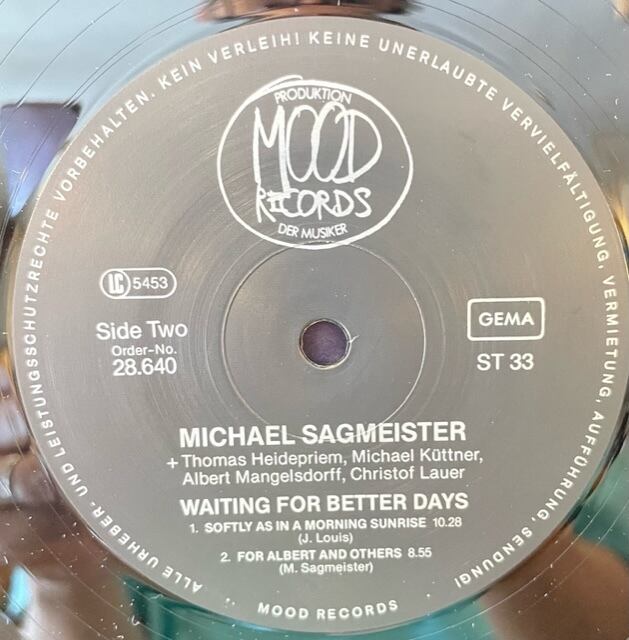 ALLE URHEBER- UND LEISTUNGSSCHUTZRECHTE VORBEHALTEN. KEIN VERLEIH! KEINE UNERLAUBTE VERVIELFÄLTIGUNG, VERMIETUNG, AUFFÜHRUNG, SENDUNG!
PRODUKTION
MOOD
RECORDS
DER MUSIKER
LC 5453
Side Two
Order-No.
28.640
GEMA
ST 33
MICHAEL SAGMEISTER
+Thomas Heidepriem, Michael Küttner,
Albert Mangelsdorff, Christof Lauer
WAITING FOR BETTER DAYS
1. SOFTLY AS IN A MORNING SUNRISE 10.28
(J. Louis)
2. FOR ALBERT AND OTHERS 8.55
(M. Sagmeister)
MOOD RECORDS